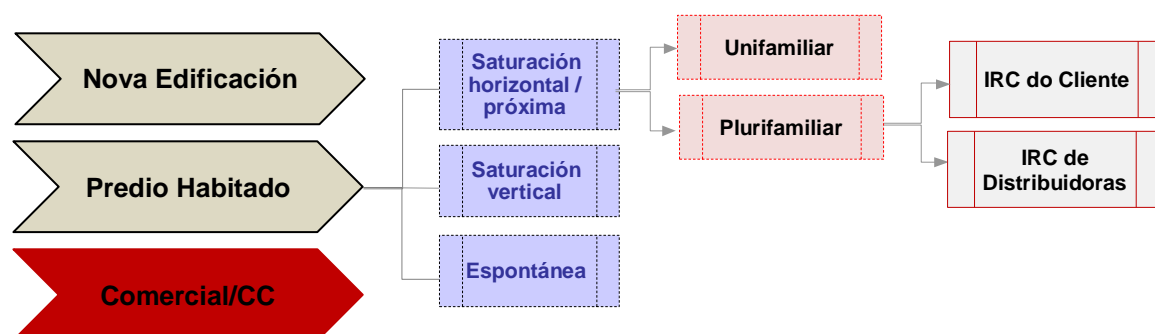 Nova Edificación
Predio Habitado
Comercial/CC
Saturación
horizontal /
próxima
Saturación
vertical
Espontánea
Unifamiliar
Plurifamiliar
IRC do Cliente
IRC de
Distribuidoras